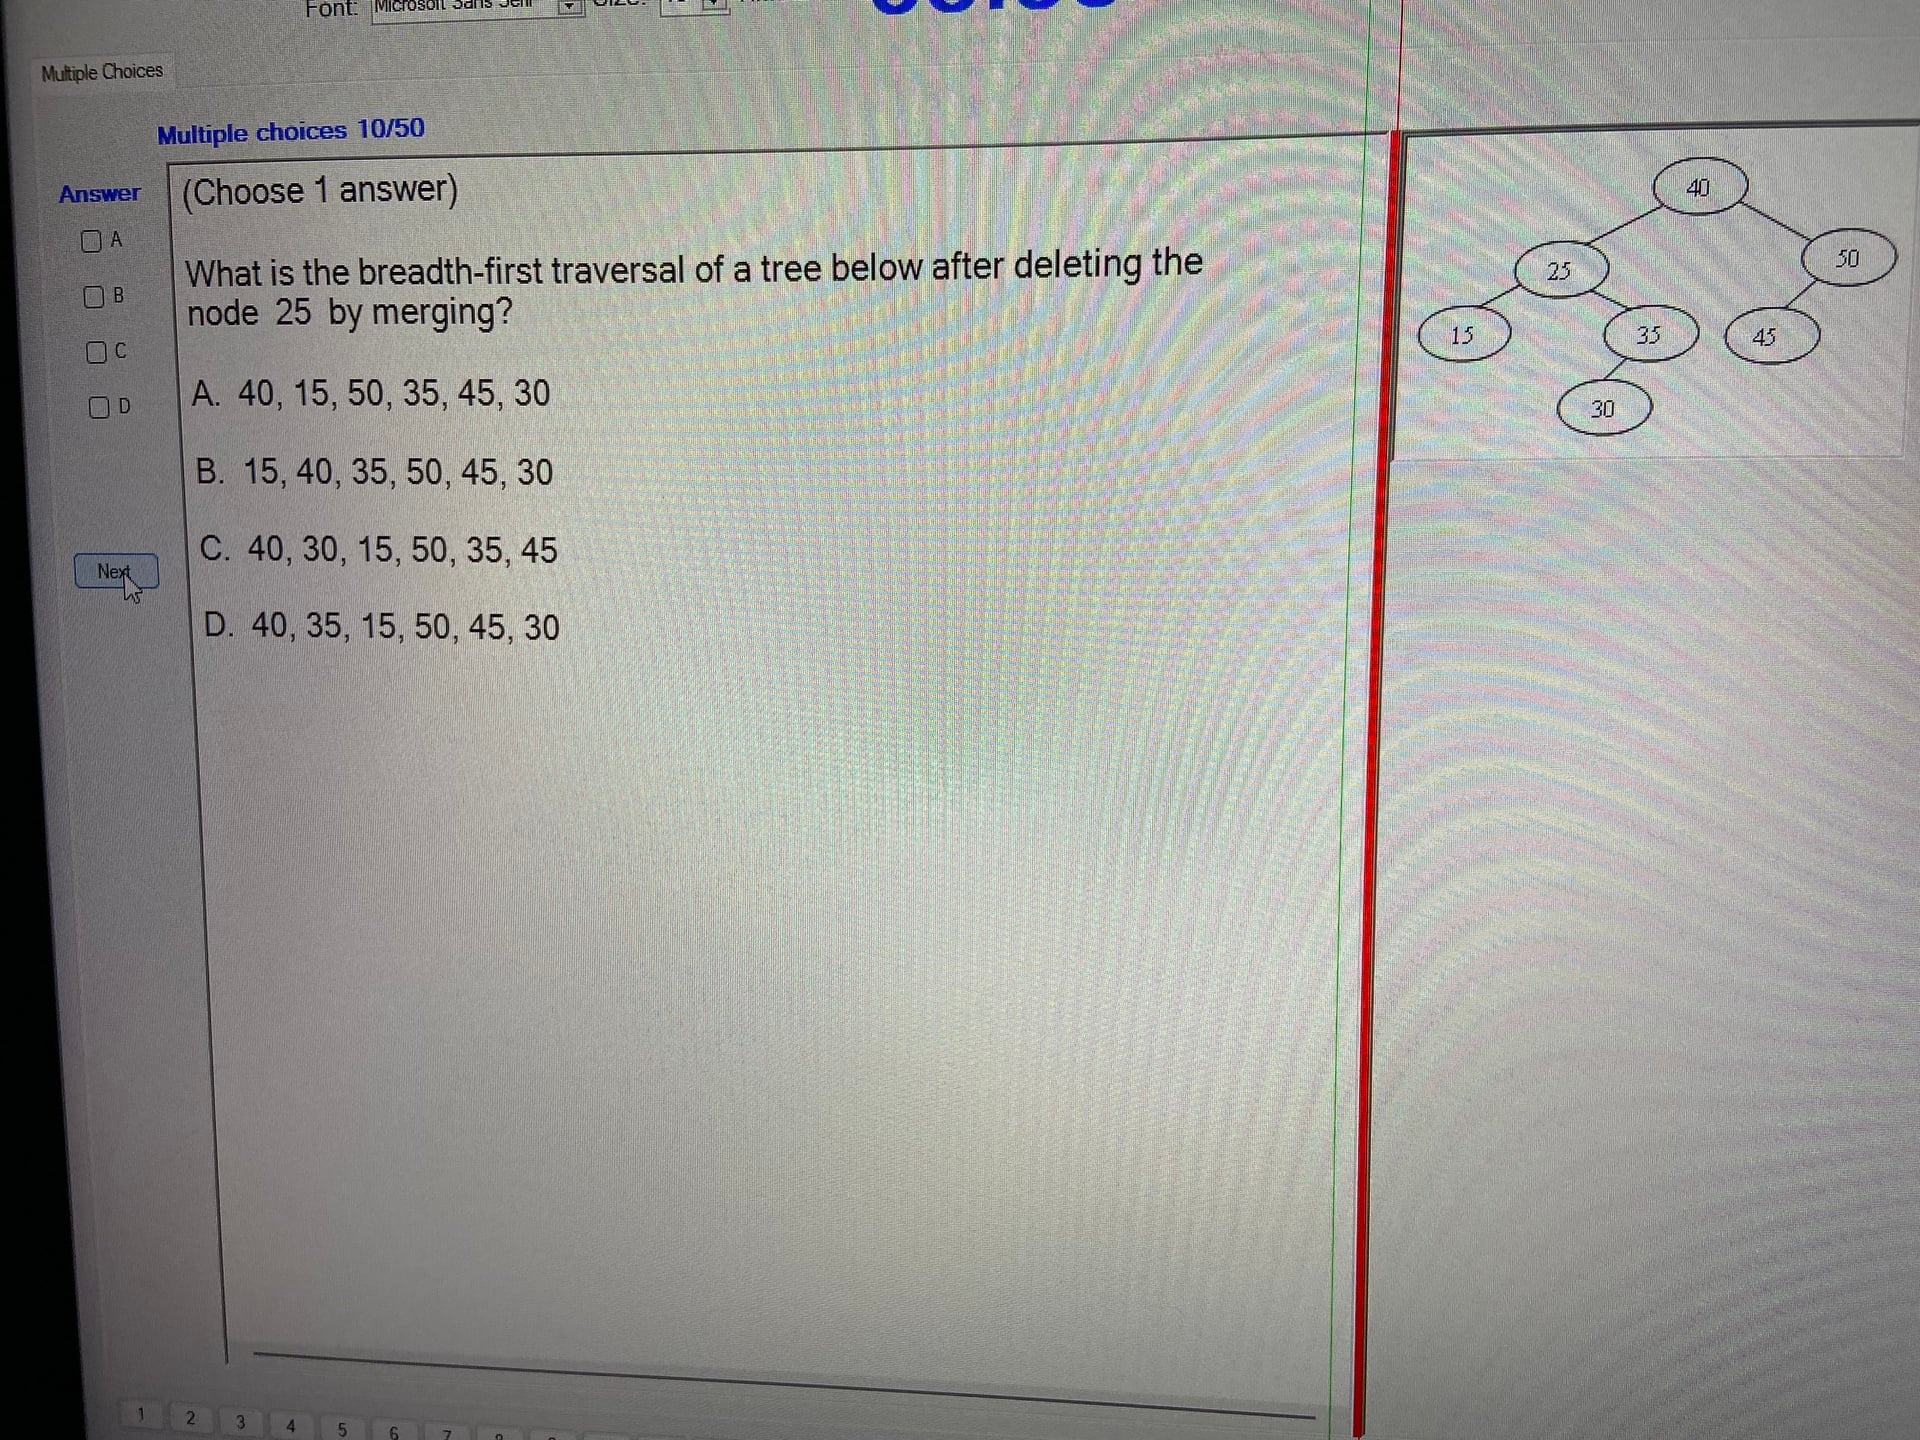 Font: Microsoft Sans Seri
Multiple Choices
Multiple choices 10/50
Answer
(Choose 1 answer)
A
B
C
D
What is the breadth-first traversal of a tree below after deleting the
node 25 by merging?
A. 40, 15, 50, 35, 45, 30
B. 15, 40, 35, 50, 45, 30
C. 40, 30, 15, 50, 35, 45
D. 40, 35, 15, 50, 45, 30
Next
40
25
50
15
35
45
30
1 2 3 4 5 6 7